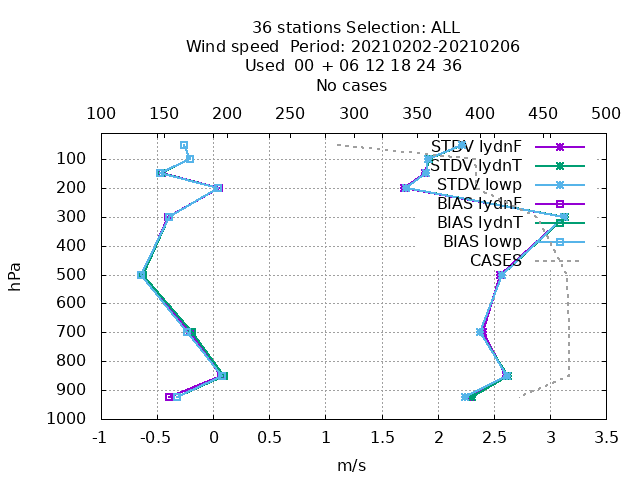 36 stations Selection: ALL
Wind speed  Period: 20210202-20210206
Used  00 + 06 12 18 24 36
No cases
100 150 200 250 300 350 400 450 500
STDV lydnF
STDV lydnT
STDV lowp
BIAS lydnF
BIAS lydnT
BIAS lowp
CASES
hPa
100
200
300
400
500
600
700
800
900
1000
-1 -0.5 0 0.5 1 1.5 2 2.5 3 3.5
m/s